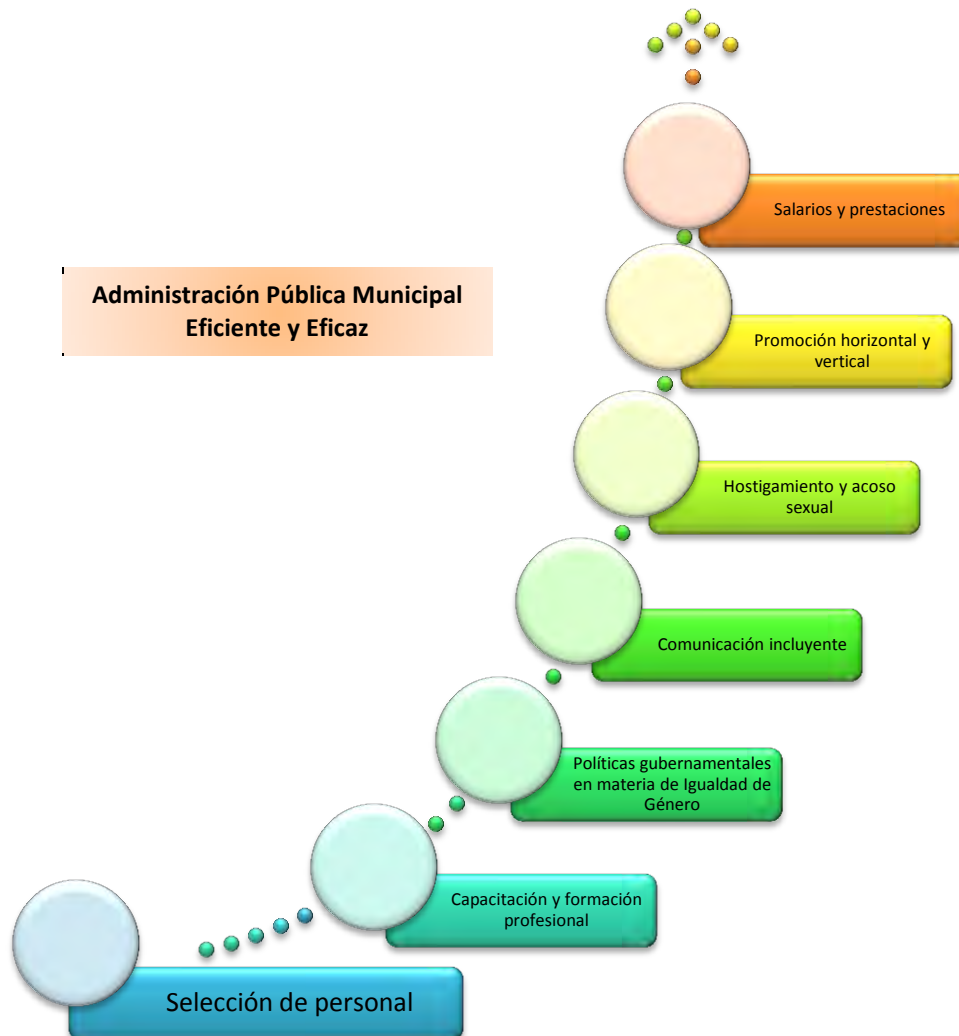 Salarios y prestaciones
Administración Pública Municipal
Eficiente y Eficaz
Promoción horizontal y
vertical
Hostigamiento y acoso
sexual
Comunicación incluyente
Políticas gubernamentales
en materia de Igualdad de
Género
Capacitación y formación
profesional
Selección de personal